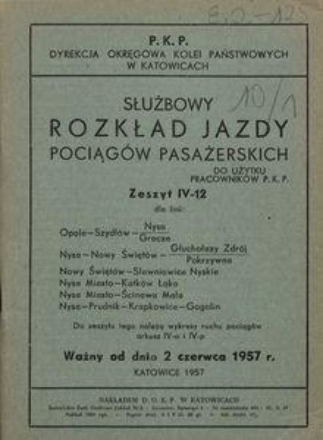 P. K. P.
DYREKCJA OKRĘGOWA KOLEI PAŃSTWOWYCH
W KATOWICACH
10/1
SŁUŻBOWY
ROZKŁAD JAZDY
POCIĄGÓW PASAŻERSKICH
DO UŻYTKU
PRACOWNIKÓW P. K. P.
Zeszyt IV-12
dla linii:
Opole—Szydłów—Nysa
Gracze
Nysa—Nowy Świętów—Głuchołazy Zdrój
Pokrzywna
Nowy Świętów—Sławniowice Nyskie
Nysa Miasto—Kałków Łąka
Nysa Miasto—Ścinawa Mała
Nysa—Prudnik—Krapkowice—Gogolin
Do zeszytu tego należą wykresy ruchu pociągów
arkusz IV-o i IV-p
Ważny od dnia 2 czerwca 1957 r.
KATOWICE 1957
NAKŁADEM D. O. K. P. W KATOWICACH